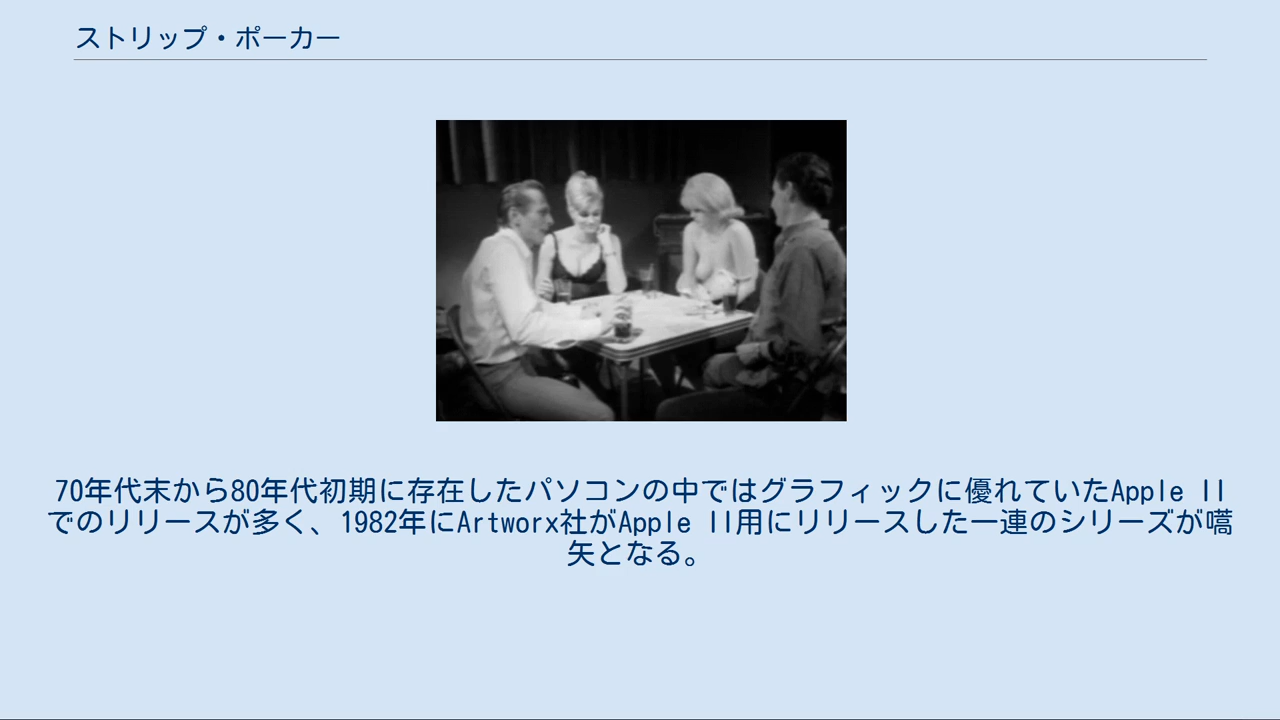 ストリップ・ポーカー
70年代末から80年代初期に存在したパソコンの中ではグラフィックに優れていたApple II
でのリリースが多く、1982年にArtworx社がApple II用にリリースした一連のシリーズが嚆
矢となる。